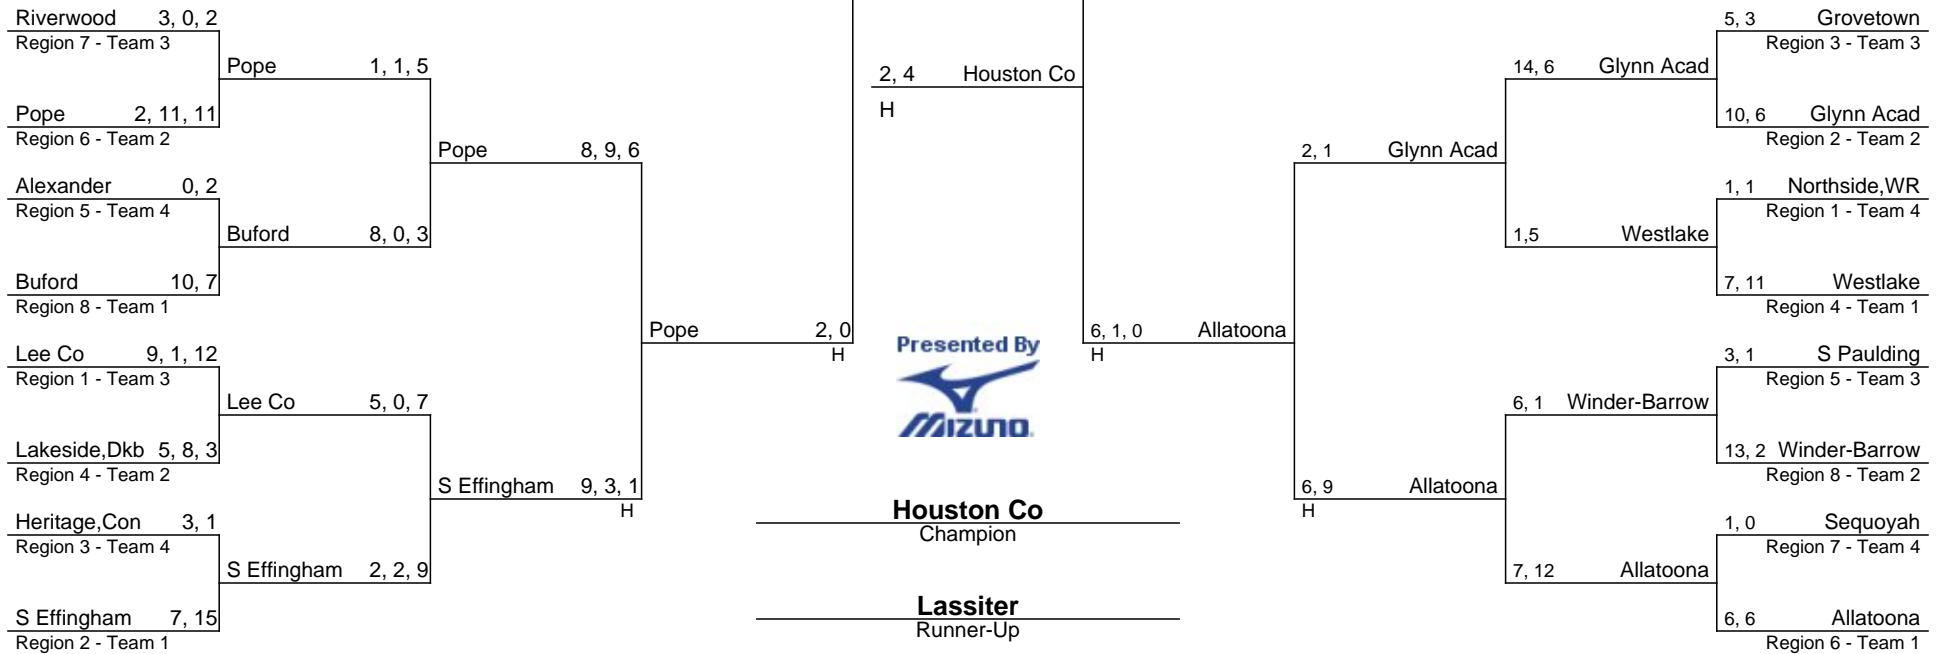 Riverwood 3, 0, 2
Region 7 - Team 3
Pope 1, 1, 5
Pope 2, 11, 11
Region 6 - Team 2
Pope 8, 9, 6
Alexander 0, 2
Region 5 - Team 4
Buford 8, 0, 3
Buford 10, 7
Region 8 - Team 1
Pope 2, 0
H
Lee Co 9, 1, 12
Region 1 - Team 3
Lee Co 5, 0, 7
Lakeside,Dkb 5, 8, 3
Region 4 - Team 2
S Effingham 9, 3, 1
H
Heritage,Con 3, 1
Region 3 - Team 4
S Effingham 2, 2, 9
S Effingham 7, 15
Region 2 - Team 1
2, 4 Houston Co
H
Presented By
MIZUNO
Houston Co
Champion
Lassiter
Runner-Up
5, 3 Grovetown
Region 3 - Team 3
14, 6 Glynn Acad
10, 6 Glynn Acad
Region 2 - Team 2
2, 1 Glynn Acad
1, 1 Northside,WR
Region 1 - Team 4
1,5 Westlake
7, 11 Westlake
Region 4 - Team 1
6, 1, 0 Allatoona
H
3, 1 S Paulding
Region 5 - Team 3
6, 1 Winder-Barrow
13, 2 Winder-Barrow
Region 8 - Team 2
6, 9 Allatoona
H
1, 0 Sequoyah
Region 7 - Team 4
7, 12 Allatoona
6, 6 Allatoona
Region 6 - Team 1